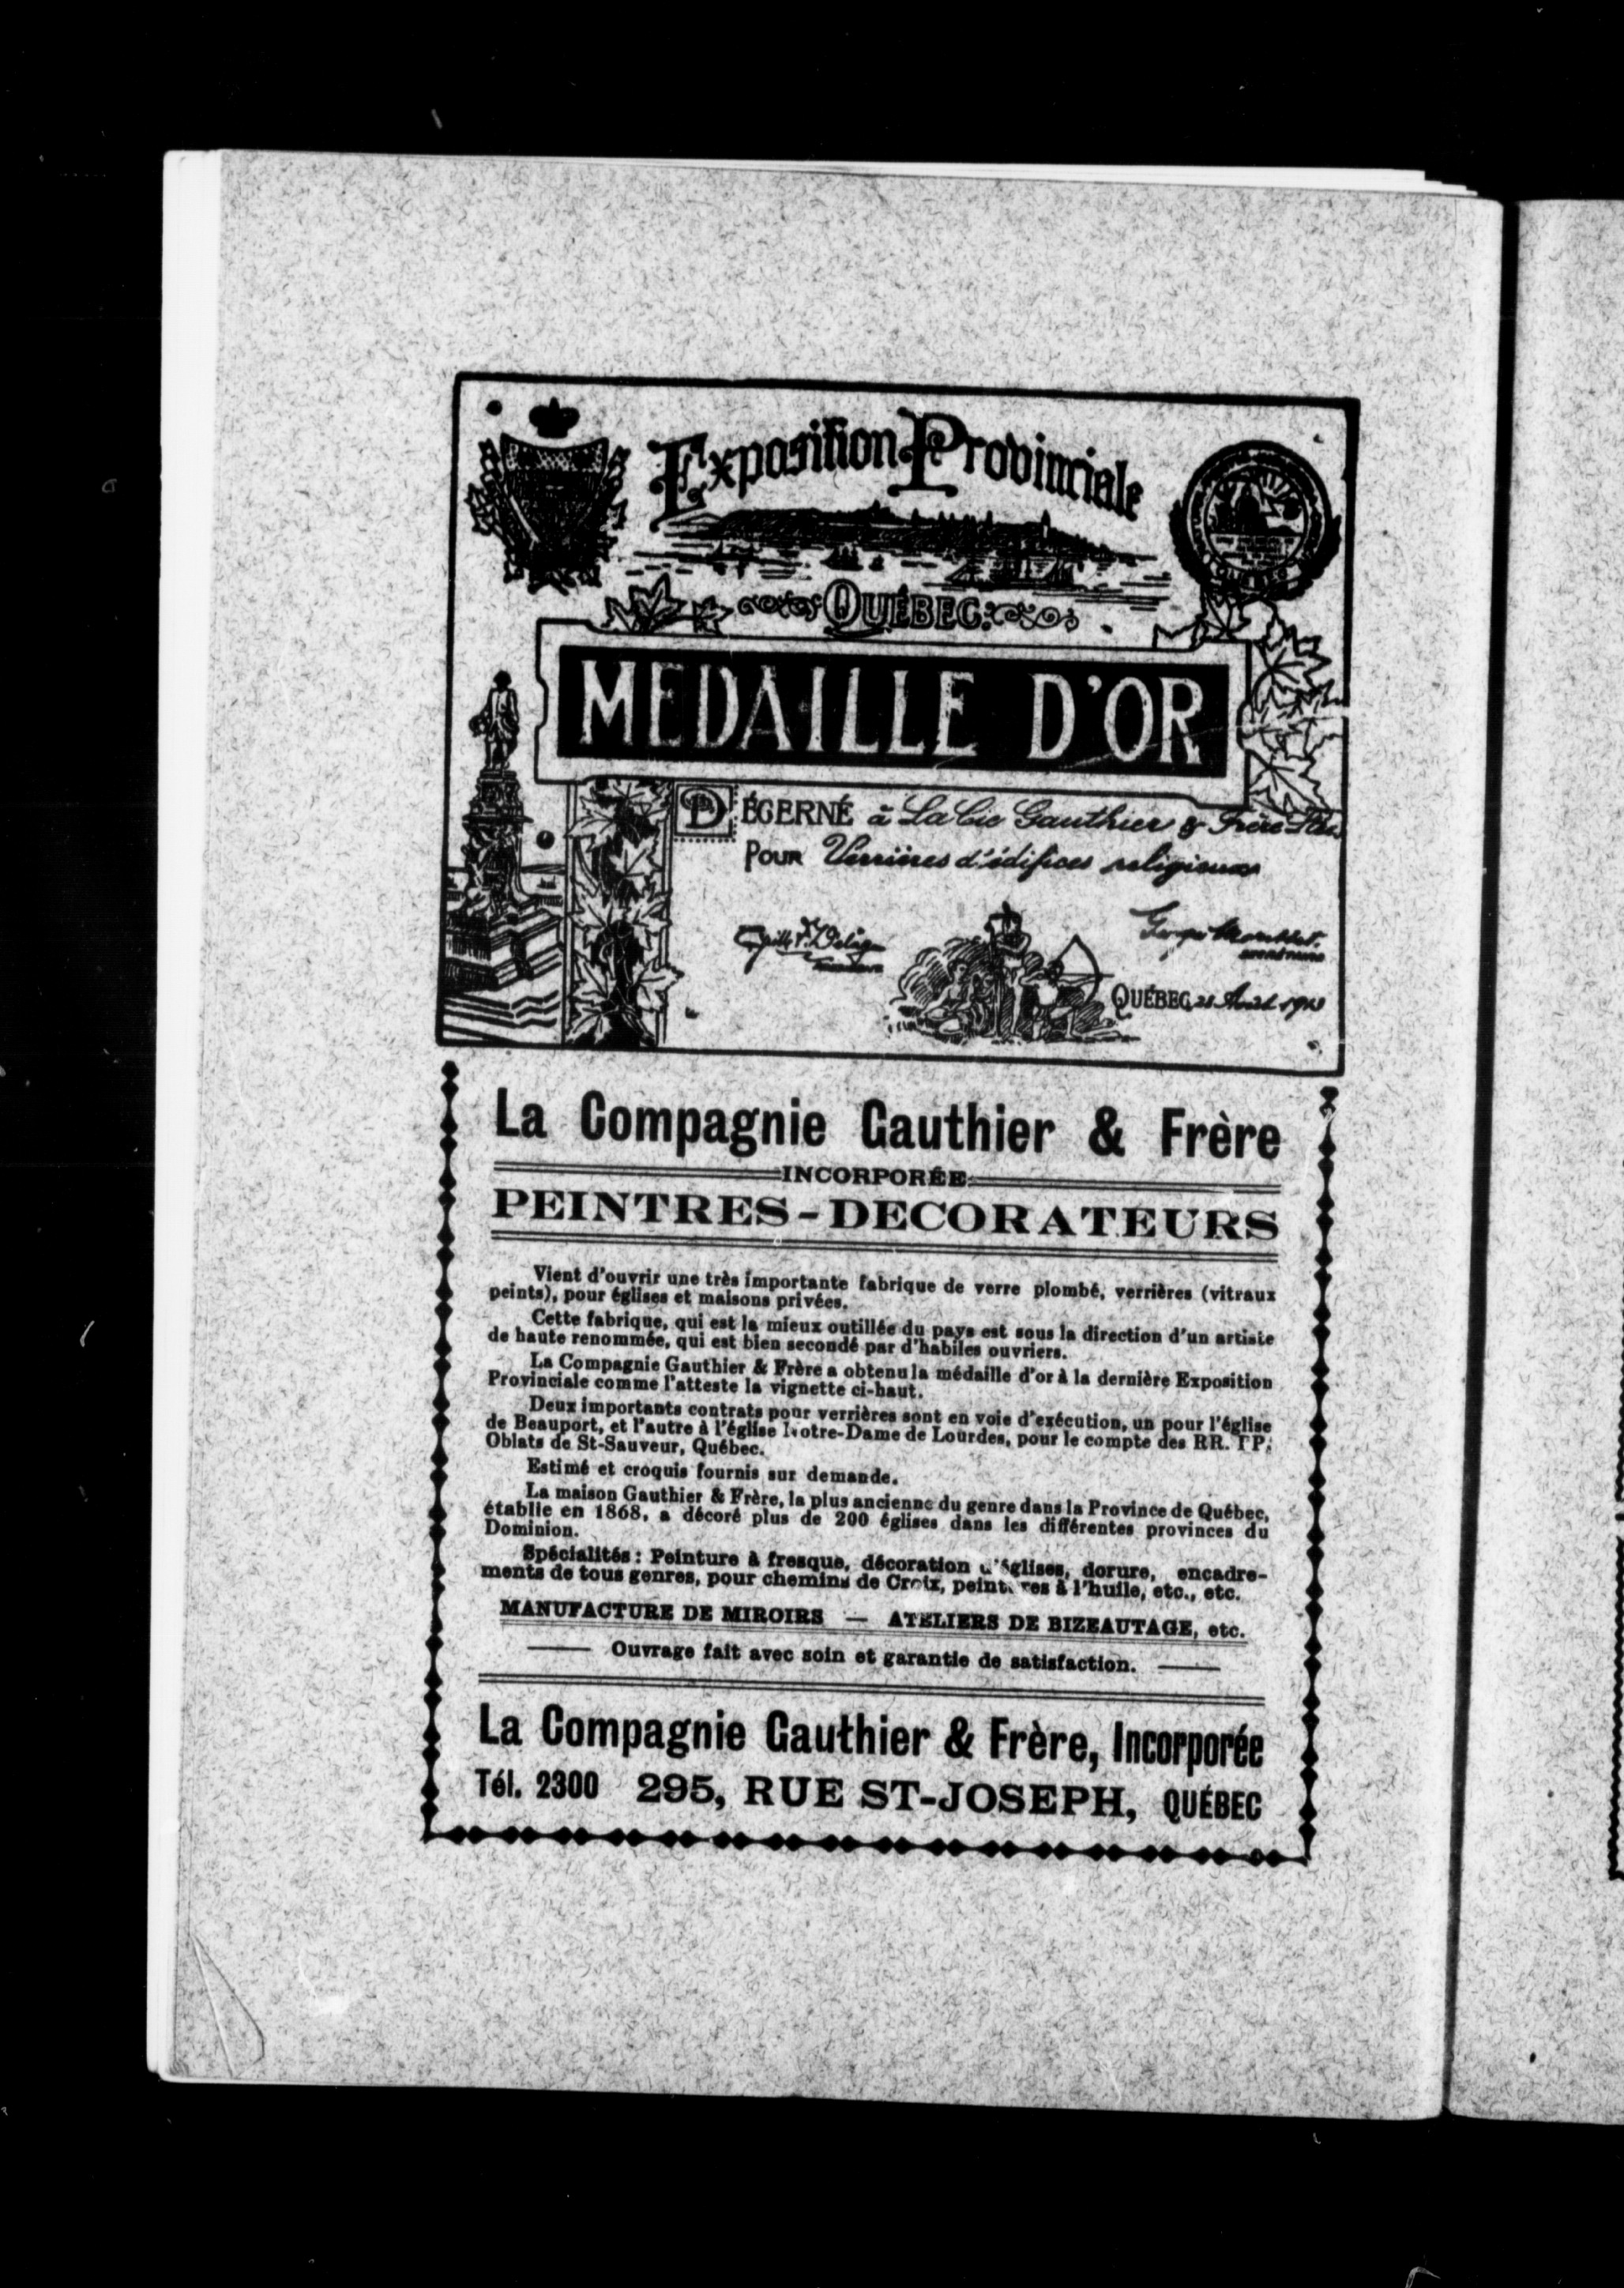 Exposition Provinciale
QUÉBEC
QUEBEC
MEDAILLE D'OR
DÉCERNÉ à La Cie Gauthier & Frère Ltée
POUR Verrières d'édifices religieux
QUÉBEC, Août 1910
La Compagnie Gauthier & Frère
INCORPORÉE
PEINTRES-DECORATEURS
Vient d'ouvrir une très importante fabrique de verre plombé, verrières (vitraux
peints), pour églises et maisons privées.
Cette fabrique, qui est la mieux outillée du pays est sous la direction d'un artiste
de haute renommée, qui est bien secondé par d'habiles ouvriers.
La Compagnie Gauthier & Frère a obtenu la médaille d'or à la dernière Exposition
Provinciale comme l'atteste la vignette ci-haut.
Deux importants contrats pour verrières sont en voie d'exécution, un pour l'église
de Beauport, et l'autre à l'église Notre-Dame de Lourdes, pour le compte des RR. PP.
Oblats de St-Sauveur, Québec.
Estimé et croquis fournis sur demande.
La maison Gauthier & Frère, la plus ancienne du genre dans la Province de Québec,
établie en 1868, a décoré plus de 200 églises dans les différentes provinces du
Dominion.
Spécialités : Peinture à fresque, décoration d'églises, dorure, encadre-
ments de tous genres, pour chemins de Croix, peintures à l'huile, etc., etc.
MANUFACTURE DE MIROIRS — ATELIERS DE BIZEAUTAGE, etc.
Ouvrage fait avec soin et garantie de satisfaction.
La Compagnie Gauthier & Frère, Incorporée
Tél. 2300 295, RUE ST-JOSEPH, QUÉBEC